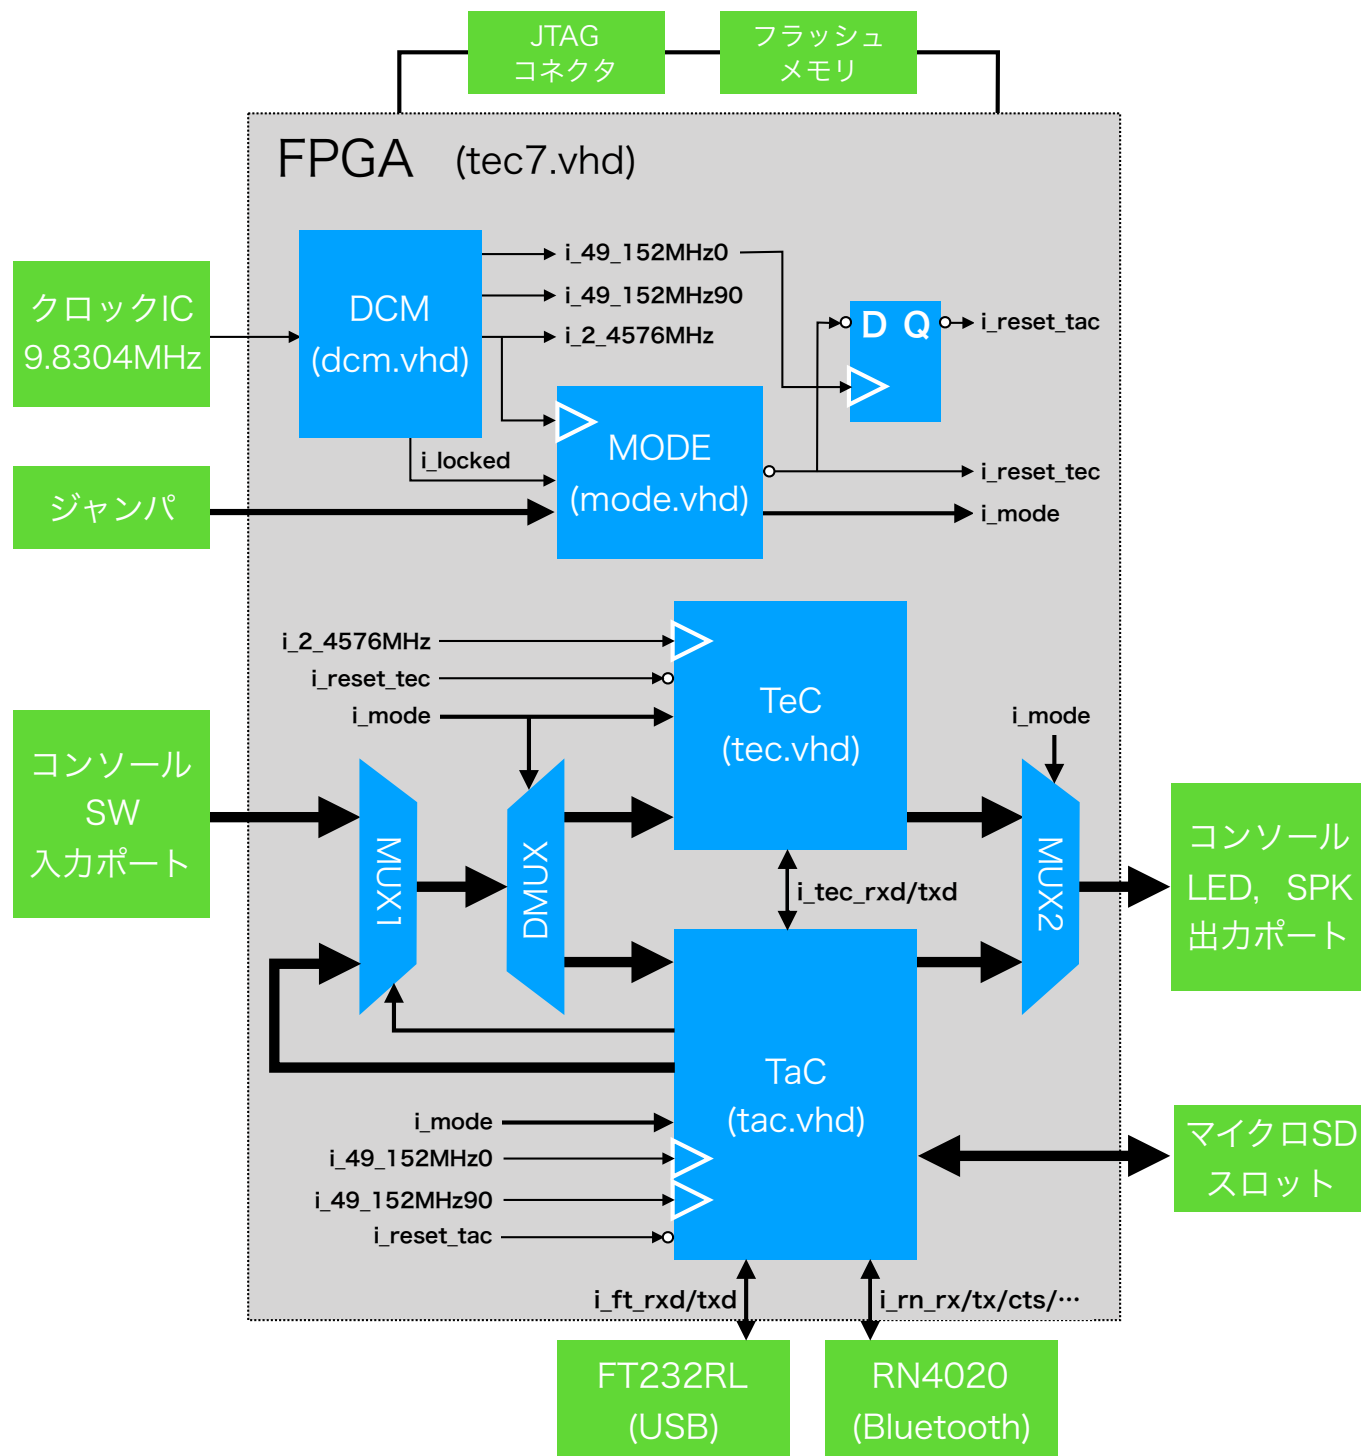 JTAG
コネクタ
フラッシュ
メモリ
FPGA (tec7.vhd)
クロックIC
9.8304MHz
DCM
(dcm.vhd)
i_49_152MHz0
i_49_152MHz90
i_2_4576MHz
D Q
i_reset_tac
i_locked
MODE
(mode.vhd)
i_reset_tec
i_mode
ジャンパ
i_2_4576MHz
i_reset_tec
i_mode
TeC
(tec.vhd)
i_mode
コンソール
SW
入力ポート
MUX1
DMUX
MUX2
i_tec_rxd/txd
コンソール
LED，SPK
出力ポート
TaC
(tac.vhd)
i_mode
i_49_152MHz0
i_49_152MHz90
i_reset_tac
マイクロSD
スロット
i_ft_rxd/txd
i_rn_rx/tx/cts/…
FT232RL
(USB)
RN4020
(Bluetooth)